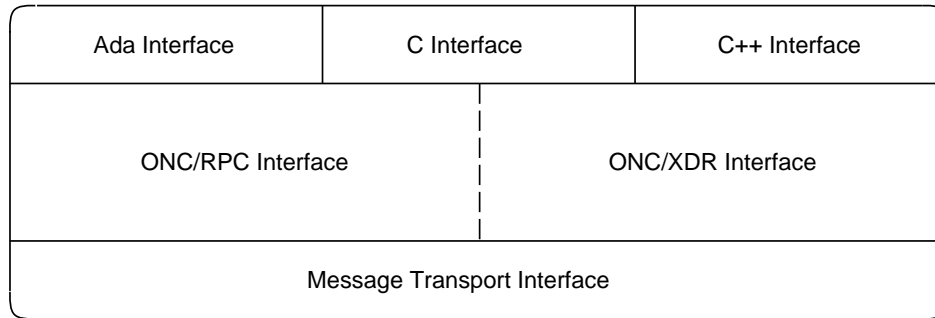 Ada Interface
C Interface
C++ Interface
ONC/RPC Interface
ONC/XDR Interface
Message Transport Interface